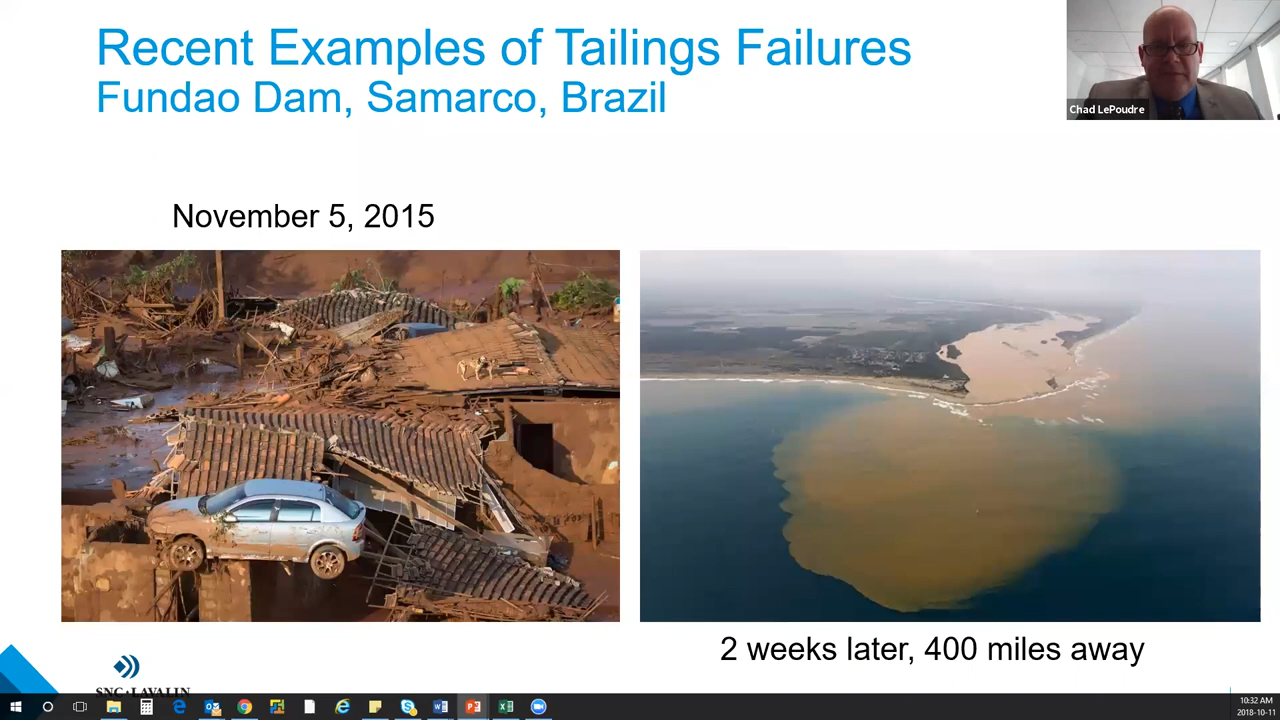 Recent Examples of Tailings Failures
Fundao Dam, Samarco, Brazil
Chad LePoudre
November 5, 2015
2 weeks later, 400 miles away
SNC•LAVALIN
10:32 AM
2018-10-11